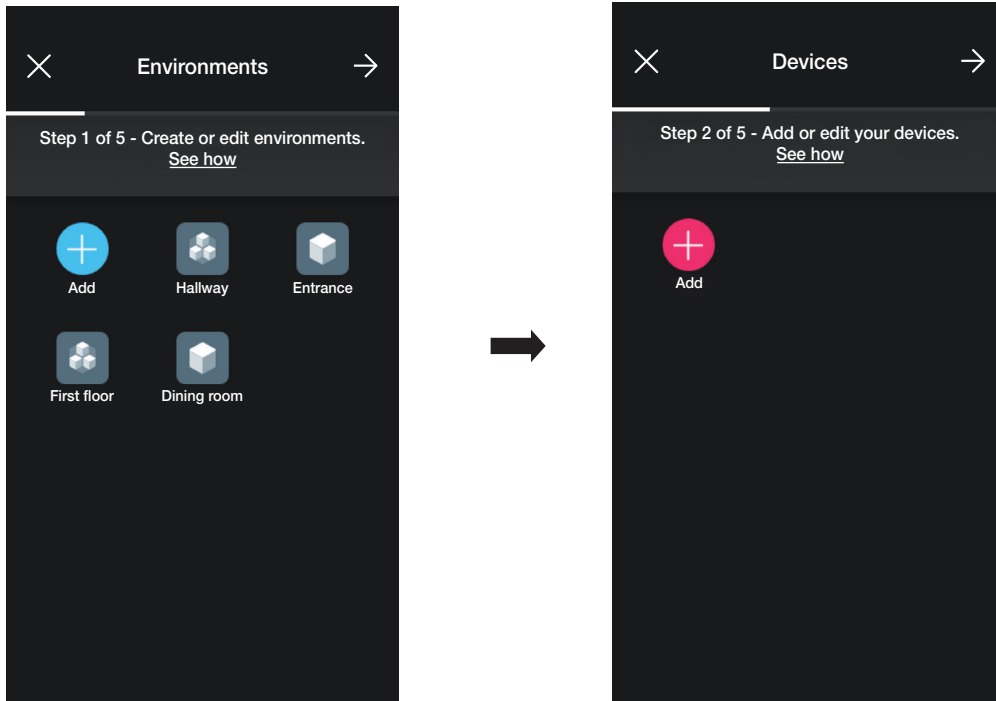 Environments
Step 1 of 5 - Create or edit environments.
See how
Add
Hallway
Entrance
First floor
Dining room
Devices
Step 2 of 5 - Add or edit your devices.
See how
Add